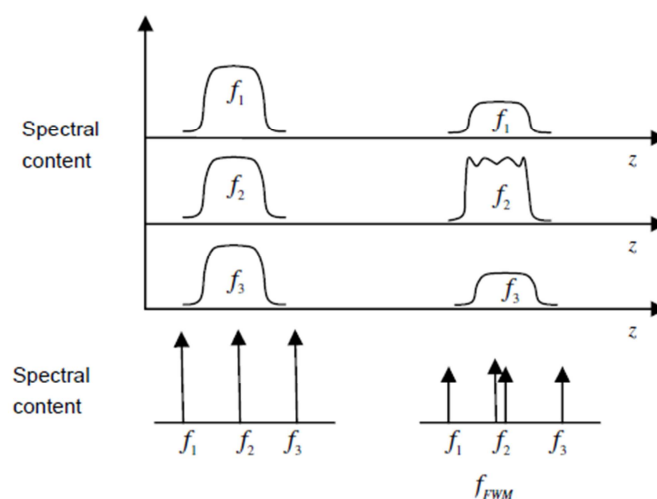 f1 f1
Spectral
content
z
f2 f2
z
f3 f3
z
Spectral
content
f1 f2 f3 f1 f2 f3
fFWM